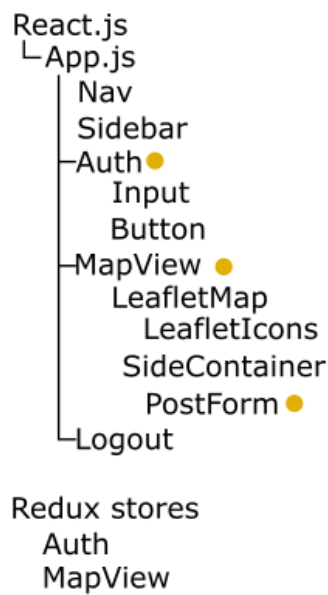 React.js
App.js
Nav
Sidebar
Auth
Input
Button
MapView
LeafletMap
LeafletIcons
SideContainer
PostForm
Logout
Redux stores
Auth
MapView